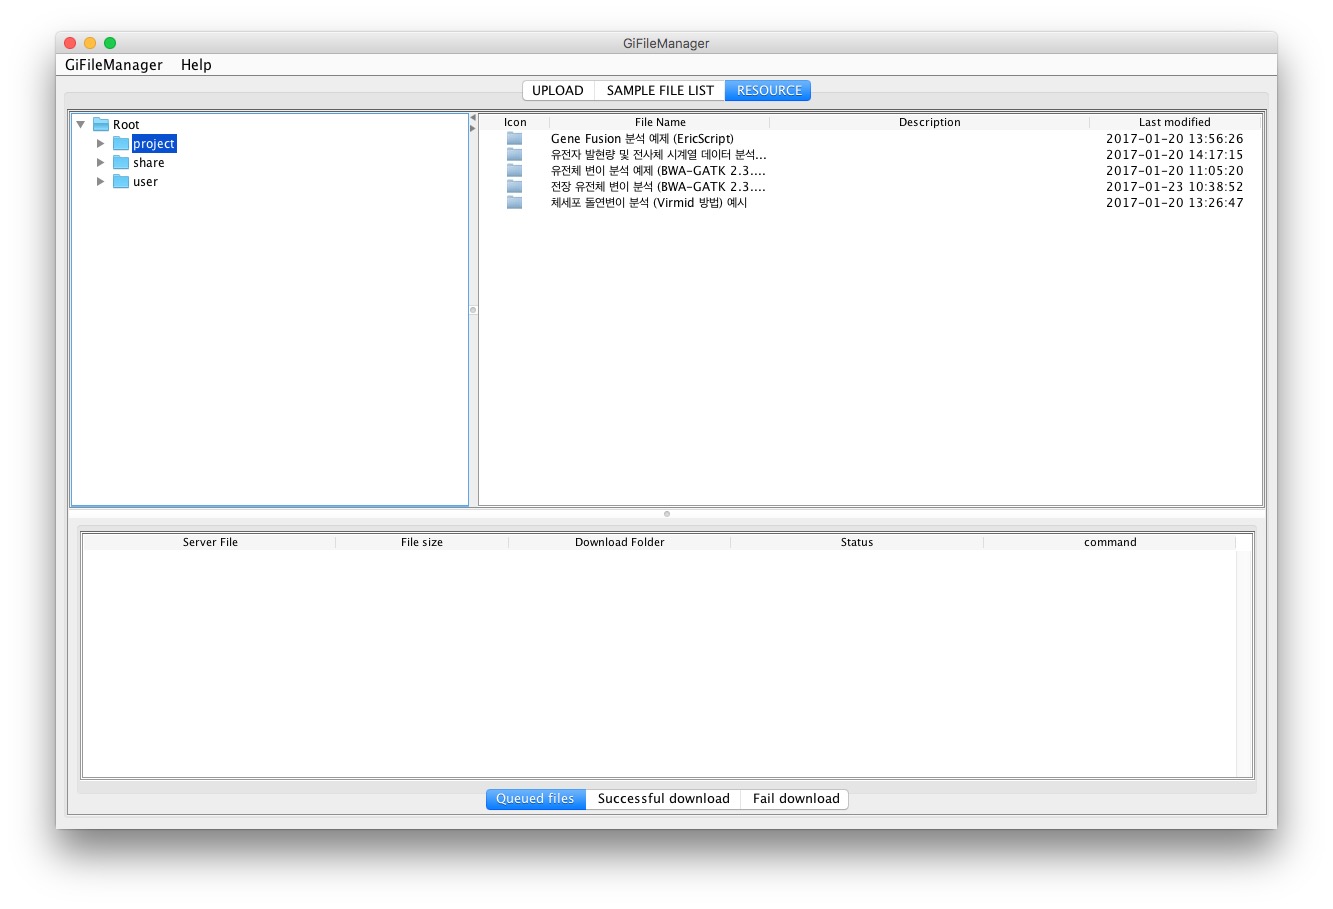 GiFileManager
GiFileManager Help
UPLOAD SAMPLE FILE LIST RESOURCE
Root
project
share
user
Icon File Name Description Last modified
Gene Fusion 분석 예제 (EricScript) 2017-01-20 13:56:26
유전자 발현량 및 전사체 시계열 데이터 분석... 2017-01-20 14:17:15
유전체 변이 분석 예제 (BWA-GATK 2.3.... 2017-01-20 11:05:20
전장 유전체 변이 분석 (BWA-GATK 2.3.... 2017-01-23 10:38:52
체세포 돌연변이 분석 (Virmid 방법) 예시 2017-01-20 13:26:47
Server File File size Download Folder Status command
Queued files Successful download Fail download